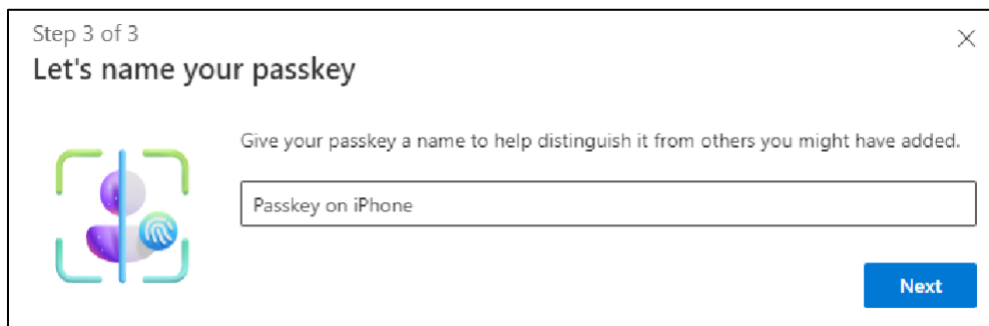 Step 3 of 3
Let's name your passkey
Give your passkey a name to help distinguish it from others you might have added.
Passkey on iPhone
Next